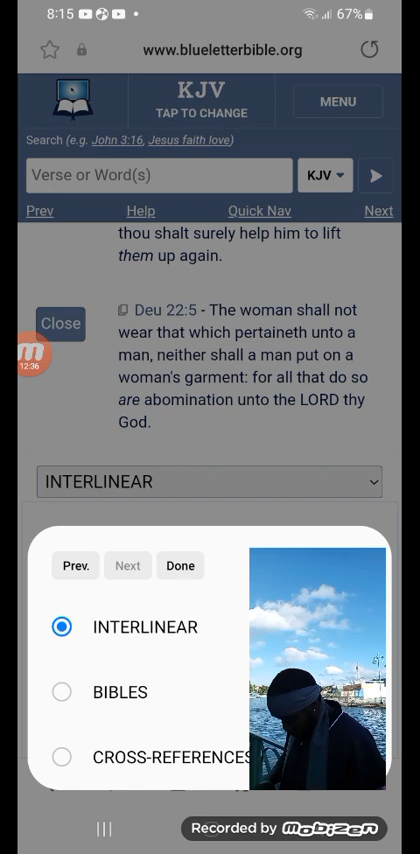 8:15
67%
www.blueletterbible.org
KJV
TAP TO CHANGE
MENU
Search (e.g. John 3:16, Jesus faith love)
Verse or Word(s)
KJV
Prev Help Quick Nav Next
thou shalt surely help him to lift
them up again.
Close
Deu 22:5 - The woman shall not
wear that which pertaineth unto a
man, neither shall a man put on a
woman's garment: for all that do so
are abomination unto the LORD thy
God.
12:36
INTERLINEAR
Prev. Next Done
INTERLINEAR
BIBLES
CROSS-REFERENCES
Recorded by Mobizen